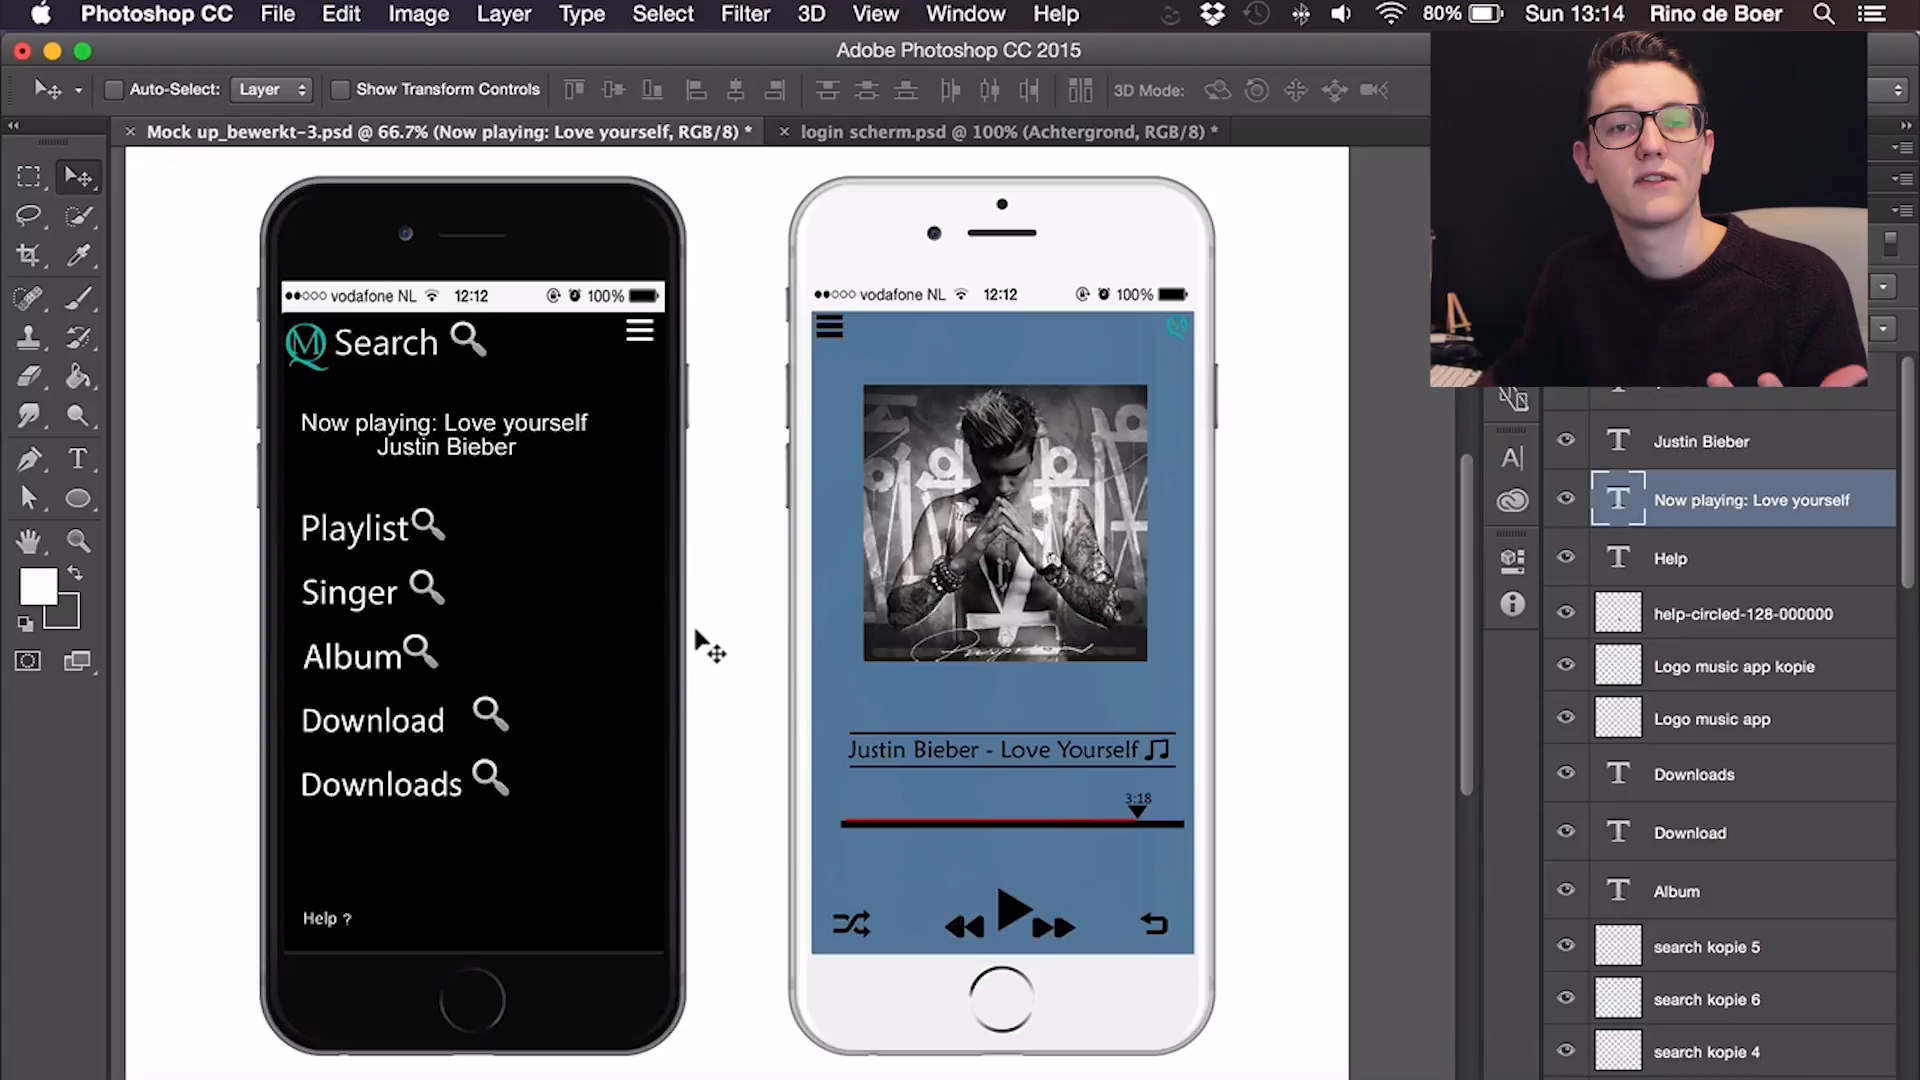 Photoshop CC File Edit Image Layer Type Select Filter 3D View Window Help 80% Sun 13:14 Rino de Boer
Adobe Photoshop CC 2015
Auto-Select: Layer Show Transform Controls 3D Mode:
Mock up_bewerkt-3.psd @ 66.7% (Now playing: Love yourself, RGB/8) *
login scherm.psd @ 100% (Achtergrond, RGB/8) *
vodafone NL 12:12 100%
Search
Now playing: Love yourself
Justin Bieber
Playlist
Singer
Album
Download
Downloads
Help ?
vodafone NL 12:12 100%
Justin Bieber - Love Yourself
3:18
Justin Bieber
Now playing: Love yourself
Help
help-circled-128-000000
Logo music app kopie
Logo music app
Downloads
Download
Album
search kopie 5
search kopie 6
search kopie 4